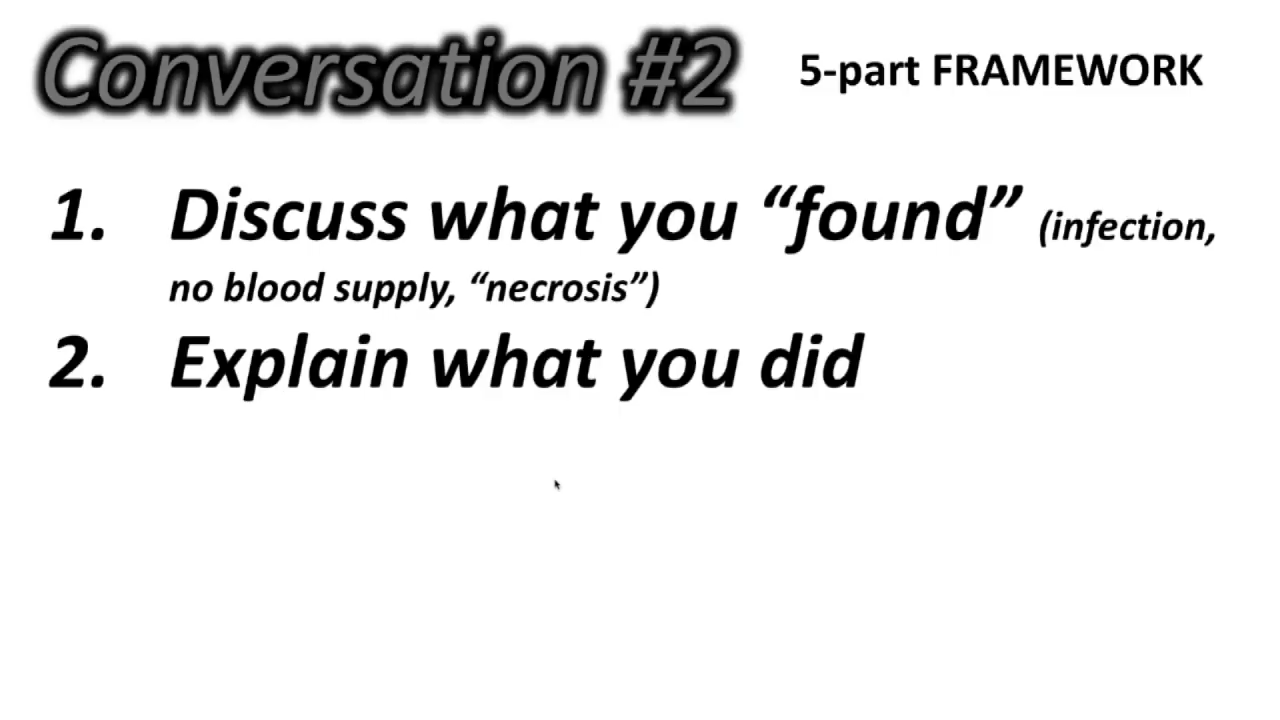 Conversation #2
5-part FRAMEWORK
1. Discuss what you “found” (infection,
no blood supply, “necrosis”)
2. Explain what you did